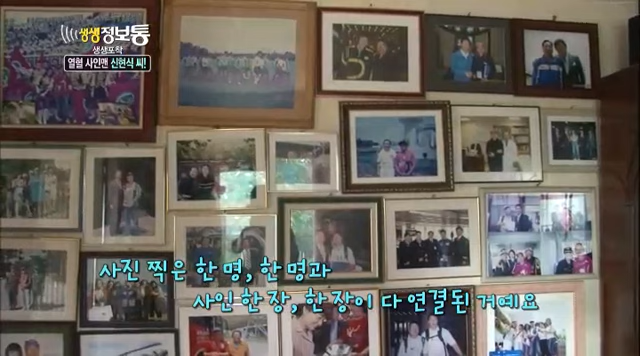 생생정보통
생생포착
열혈 사인맨 신현식 씨!
사진 찍은 한 명, 한 명과
사인 한 장, 한 장이 다 연결된 거예요